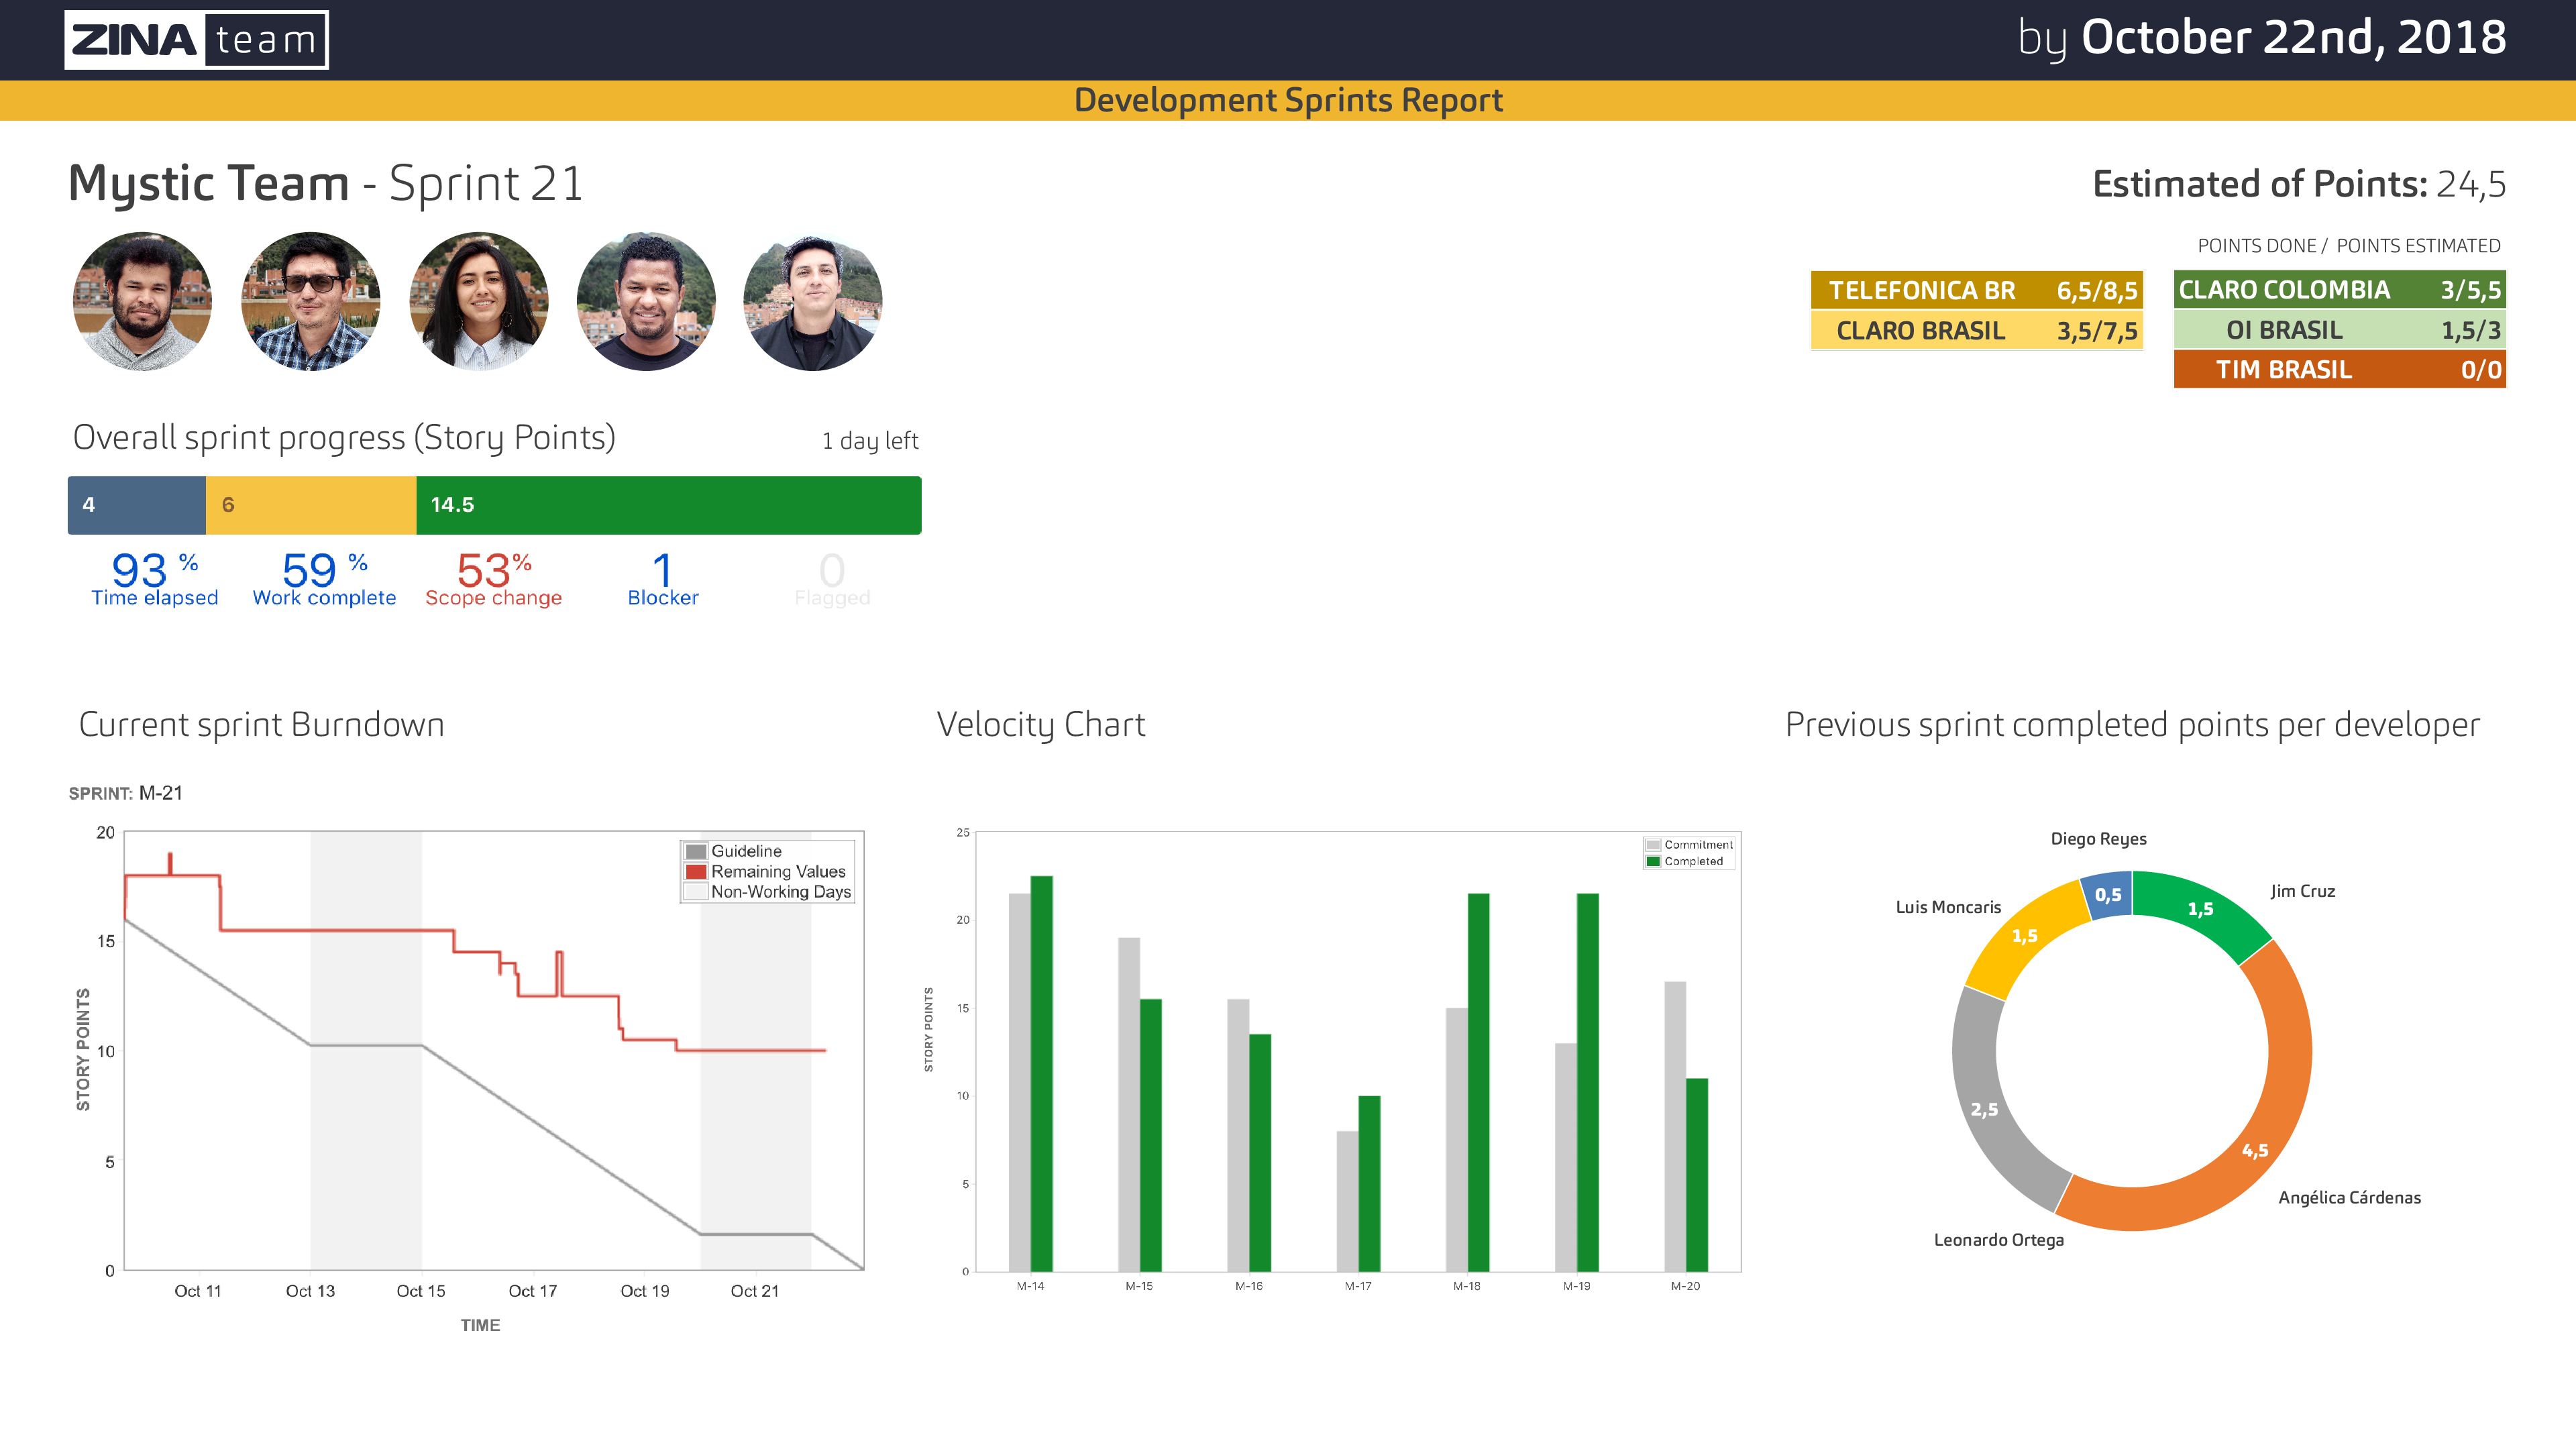 ZINA team
by October 22nd, 2018
Development Sprints Report
Mystic Team - Sprint 21
Estimated of Points: 24,5
POINTS DONE / POINTS ESTIMATED
TELEFONICA BR 6,5/8,5
CLARO BRASIL 3,5/7,5
CLARO COLOMBIA 3/5,5
OI BRASIL 1,5/3
TIM BRASIL 0/0
Overall sprint progress (Story Points)
1 day left
4 6 14.5
93 % 59 % 53% 1 0
Time elapsed Work complete Scope change Blocker Flagged
Current sprint Burndown
SPRINT: M-21
20
15
10
5
0
STORY POINTS
Guideline
Remaining Values
Non-Working Days
Oct 11 Oct 13 Oct 15 Oct 17 Oct 19 Oct 21
TIME
Velocity Chart
25
20
15
10
5
0
STORY POINTS
Commitment
Completed
M-14 M-15 M-16 M-17 M-18 M-19 M-20
Previous sprint completed points per developer
Diego Reyes
0,5
Jim Cruz
1,5
Luis Moncaris
1,5
2,5
4,5
Angélica Cárdenas
Leonardo Ortega